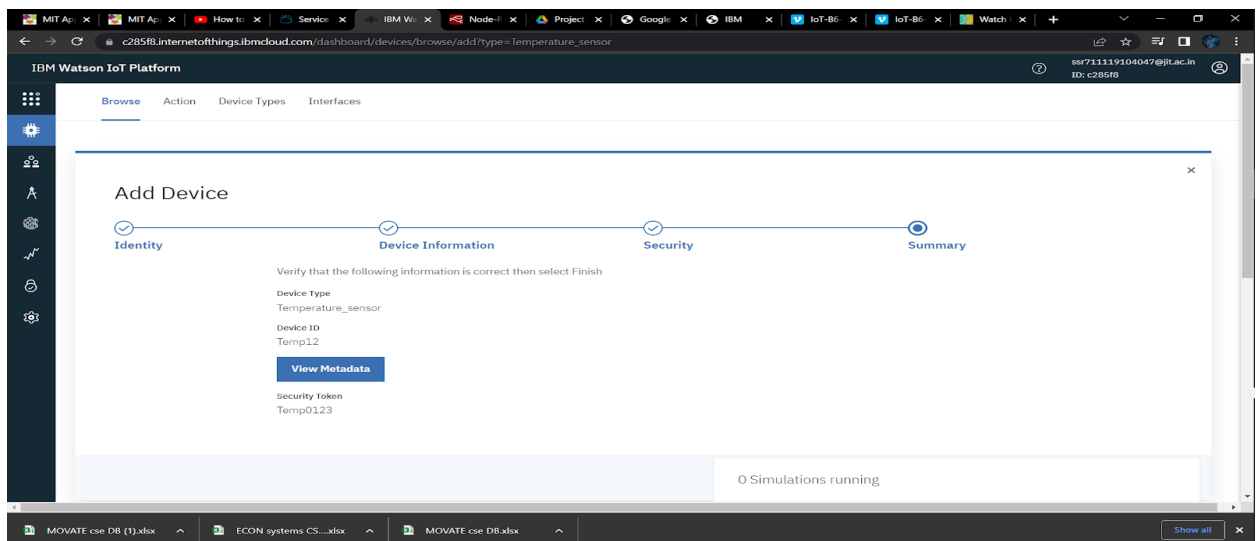 MIT Ap
MIT Ap
How to
Service
IBM Wa
Node-R
Project
Google
IBM
IoT-B6-
IoT-B6-
Watch
c285f8.internetofthings.ibmcloud.com/dashboard/devices/browse/add?type=Temperature_sensor
IBM Watson IoT Platform
ssr711119104047@jit.ac.in
ID: c285f8
Browse Action Device Types Interfaces
Add Device
Identity Device Information Security Summary
Verify that the following information is correct then select Finish
Device Type
Temperature_sensor
Device ID
Temp12
View Metadata
Security Token
Temp0123
0 Simulations running
MOVATE cse DB (1).xlsx
ECON systems CS....xlsx
MOVATE cse DB.xlsx
Show all